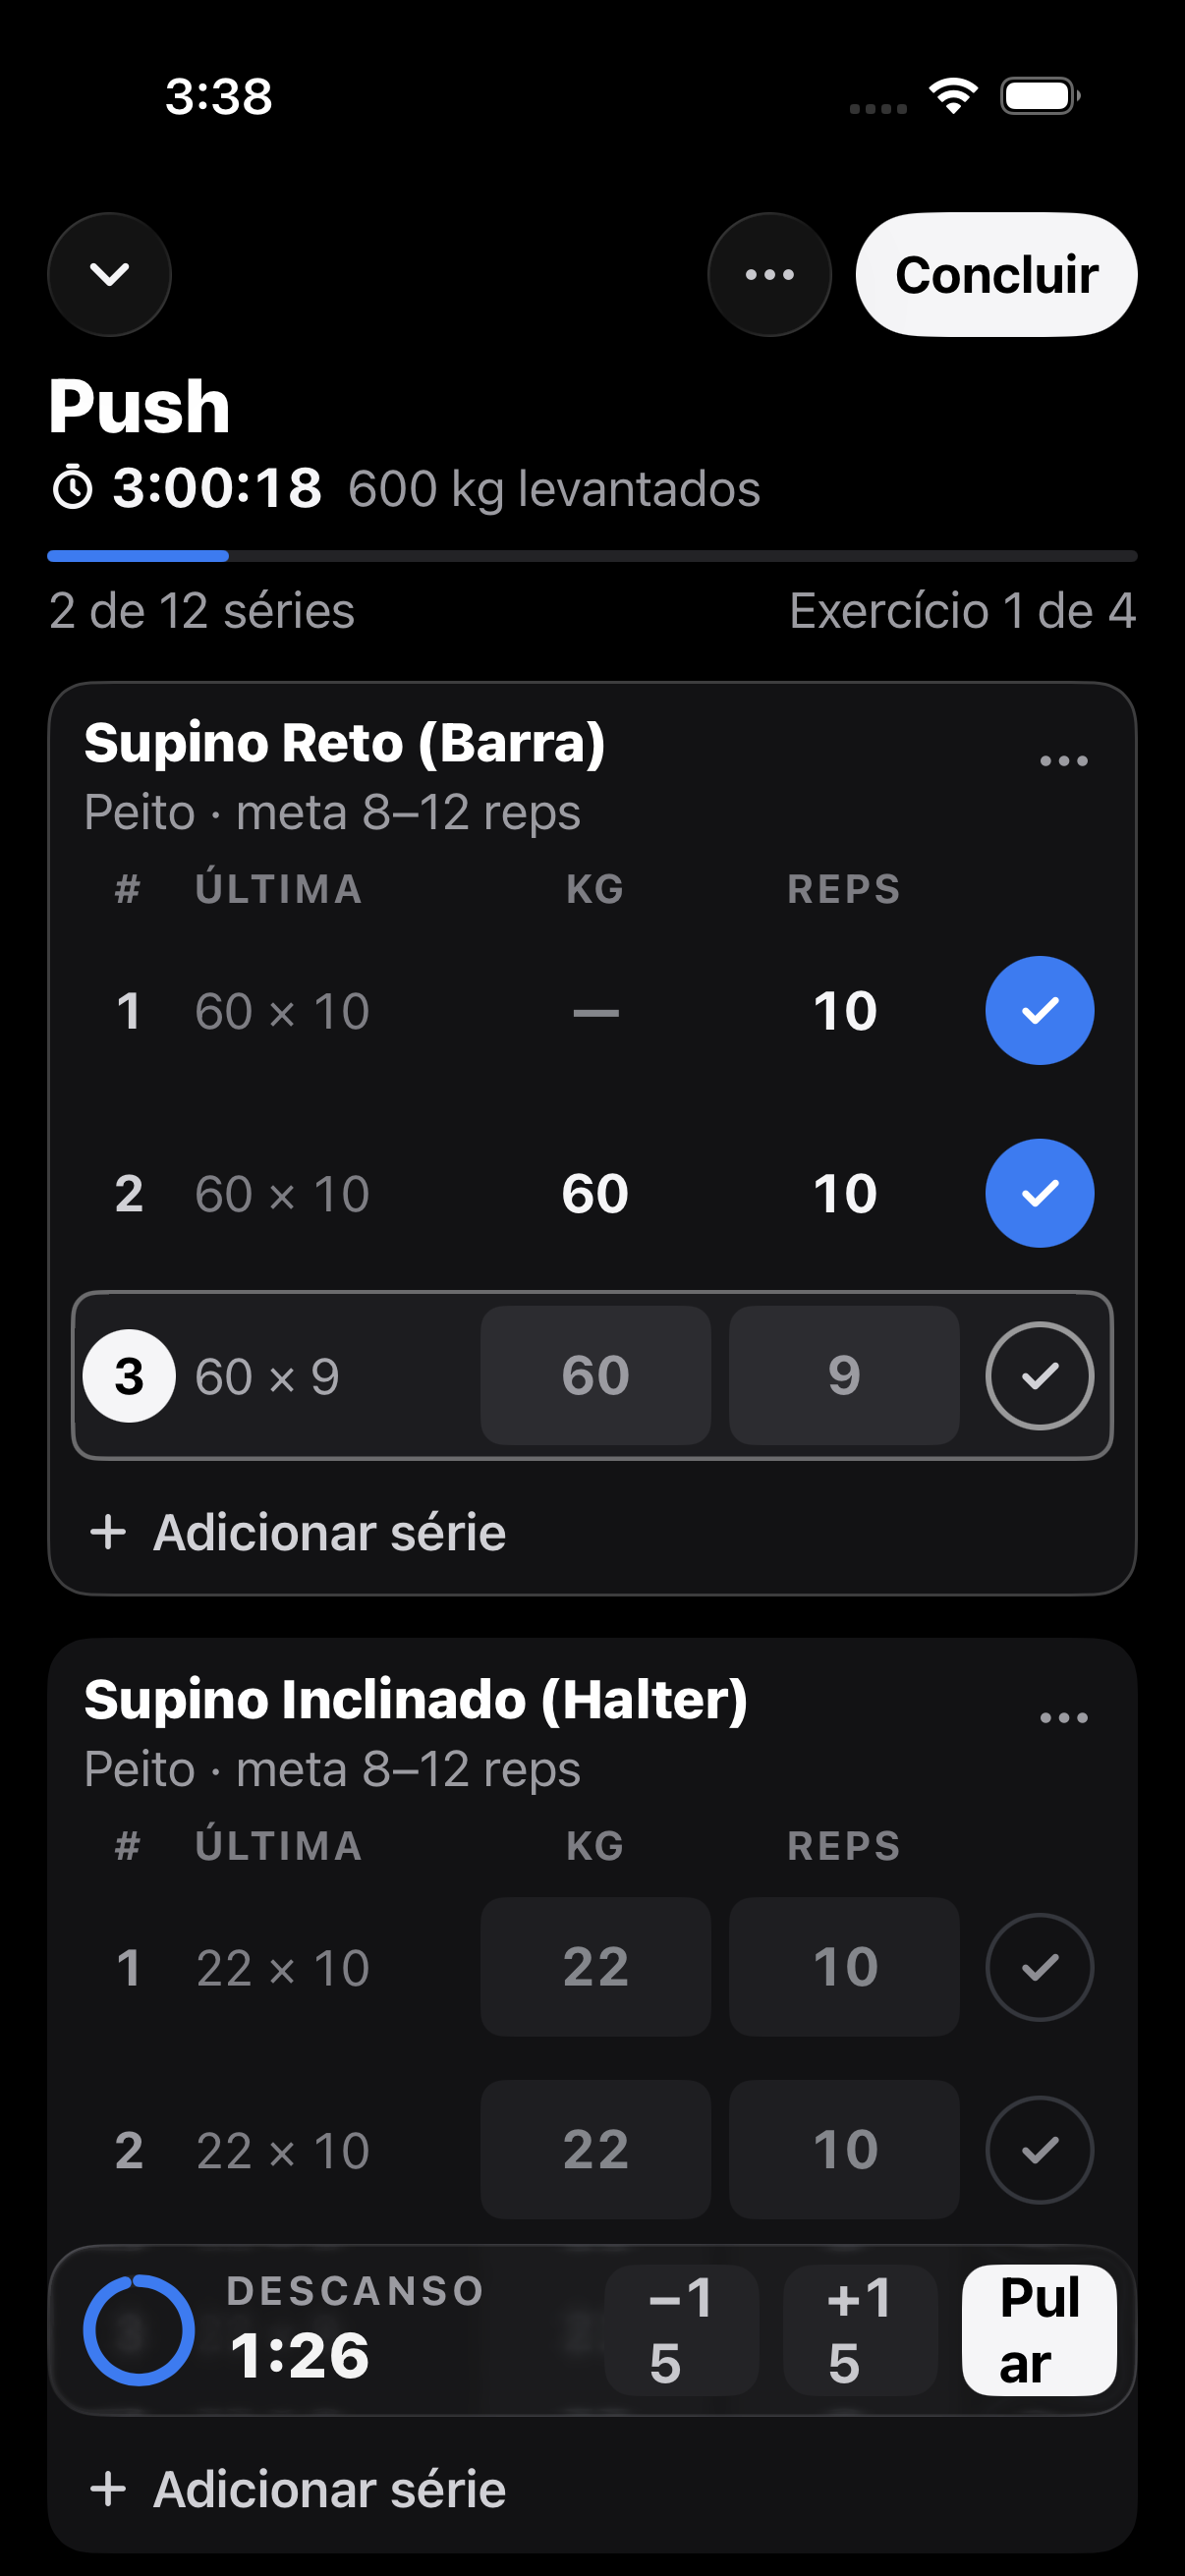 3:38
Concluir
Push
3:00:18 600 kg levantados
2 de 12 séries Exercício 1 de 4
Supino Reto (Barra)
Peito · meta 8–12 reps
# ÚLTIMA KG REPS
1 60 × 10 — 10
2 60 × 10 60 10
3 60 × 9 60 9
+ Adicionar série
Supino Inclinado (Halter)
Peito · meta 8–12 reps
# ÚLTIMA KG REPS
1 22 × 10 22 10
2 22 × 10 22 10
DESCANSO
1:26
−1
5
+1
5
Pul
ar
+ Adicionar série